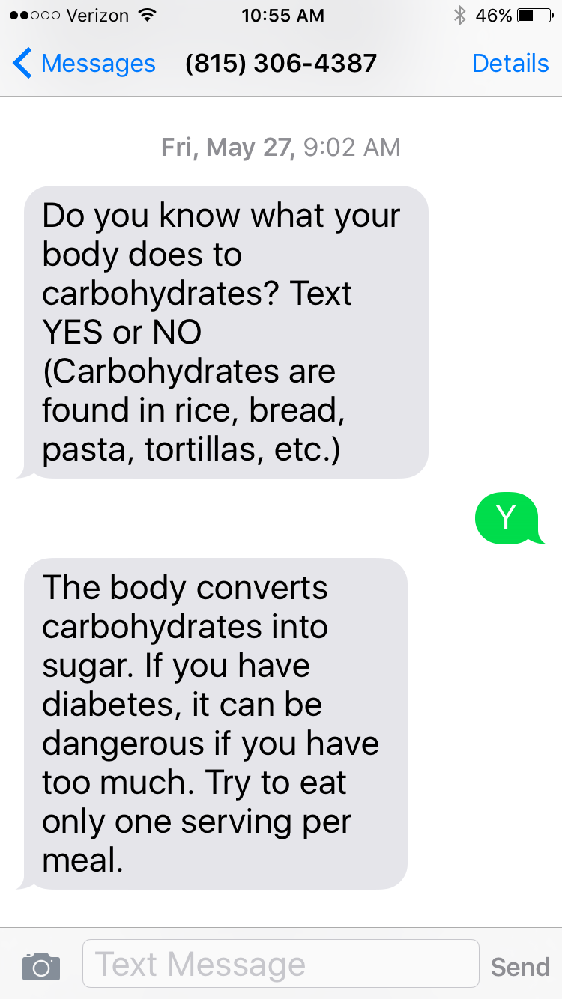 Verizon 10:55 AM 46%
Messages (815) 306-4387 Details
Fri, May 27, 9:02 AM
Do you know what your
body does to
carbohydrates? Text
YES or NO
(Carbohydrates are
found in rice, bread,
pasta, tortillas, etc.)
Y
The body converts
carbohydrates into
sugar. If you have
diabetes, it can be
dangerous if you have
too much. Try to eat
only one serving per
meal.
Text Message Send